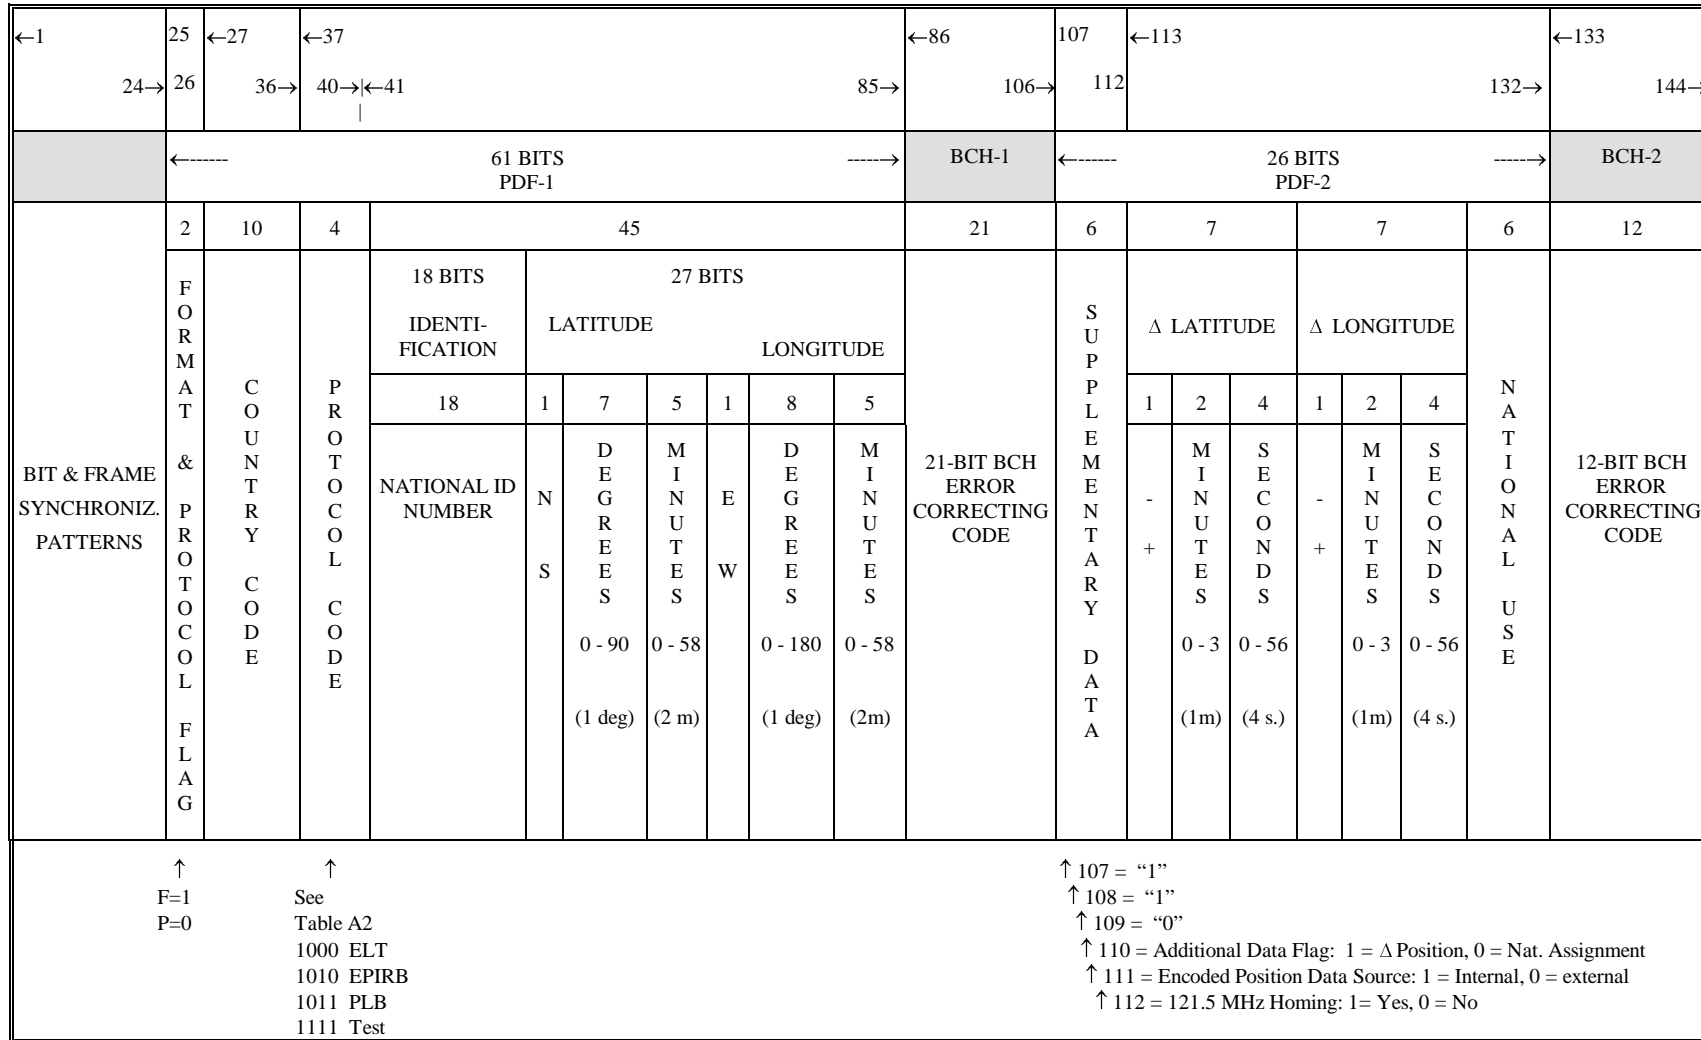 ←1 25 ←27 ←37 ←86 107 ←113 ←133
24→ 26 36→ 40→|←41 85→ 106→ 112 132→ 144→
|
←------ 61 BITS ------→ BCH-1 ←------ 26 BITS ------→ BCH-2
PDF-1 PDF-2
2 10 4 45 21 6 7 7 6 12
BIT & FRAME
SYNCHRONIZ.
PATTERNS
FORMAT & PROTOCOL FLAG
COUNTRY CODE
PROTOCOL CODE
18 BITS
IDENTI-
FICATION
18
NATIONAL ID
NUMBER
27 BITS
LATITUDE
LONGITUDE
1 7 5 1 8 5
N
S
DEGREES
0 - 90
(1 deg)
MINUTES
0 - 58
(2 m)
E
W
DEGREES
0 - 180
(1 deg)
MINUTES
0 - 58
(2m)
21-BIT BCH
ERROR
CORRECTING
CODE
SUPPLEMENTARY DATA
Δ LATITUDE
1 2 4
-
+
MINUTES
0 - 3
(1m)
SECONDS
0 - 56
(4 s.)
Δ LONGITUDE
1 2 4
-
+
MINUTES
0 - 3
(1m)
SECONDS
0 - 56
(4 s.)
NATIONAL USE
12-BIT BCH
ERROR
CORRECTING
CODE
↑
F=1
P=0
↑
See
Table A2
1000 ELT
1010 EPIRB
1011 PLB
1111 Test
↑ 107 = “1”
↑ 108 = “1”
↑ 109 = “0”
↑ 110 = Additional Data Flag: 1 = Δ Position, 0 = Nat. Assignment
↑ 111 = Encoded Position Data Source: 1 = Internal, 0 = external
↑ 112 = 121.5 MHz Homing: 1= Yes, 0 = No